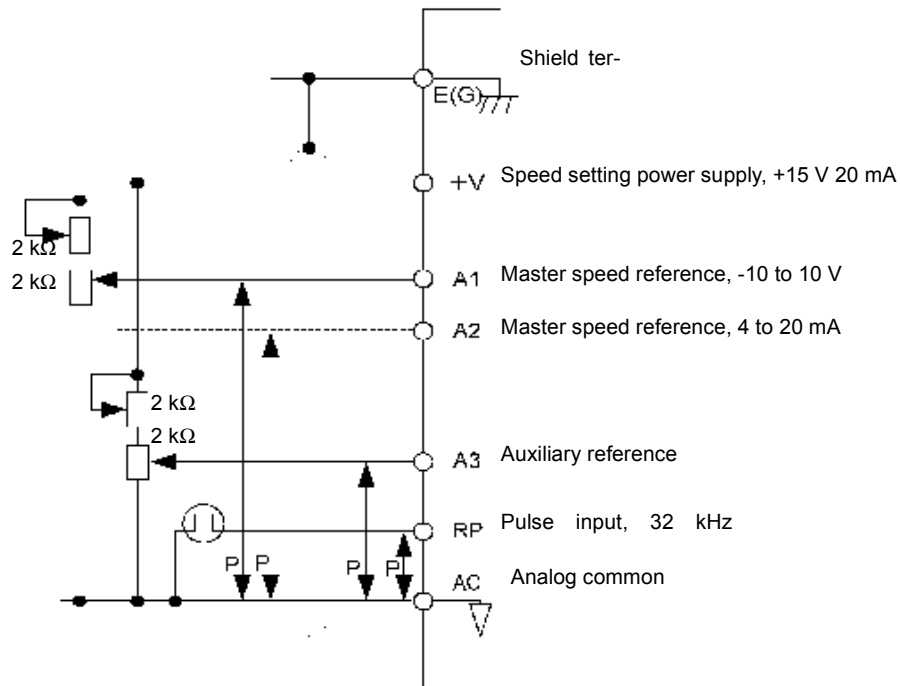 Shield ter-
E(G)
+V Speed setting power supply, +15 V 20 mA
2 kΩ
2 kΩ
A1 Master speed reference, -10 to 10 V
A2 Master speed reference, 4 to 20 mA
2 kΩ
2 kΩ
A3 Auxiliary reference
RP Pulse input, 32 kHz
P P P P
AC Analog common